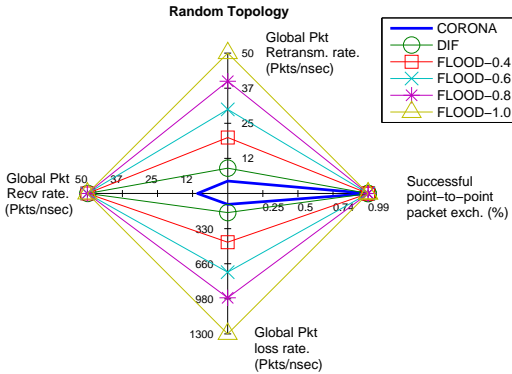 Random Topology
Global Pkt
Retransm. rate.
(Pkts/nsec)
CORONA
DIF
FLOOD−0.4
FLOOD−0.6
FLOOD−0.8
FLOOD−1.0
50
37
25
12
Global Pkt
Recv rate.
(Pkts/nsec)
50
37
25
12
0.25
0.5
0.74
0.99
Successful
point−to−point
packet exch. (%)
330
660
980
1300
Global Pkt
loss rate.
(Pkts/nsec)